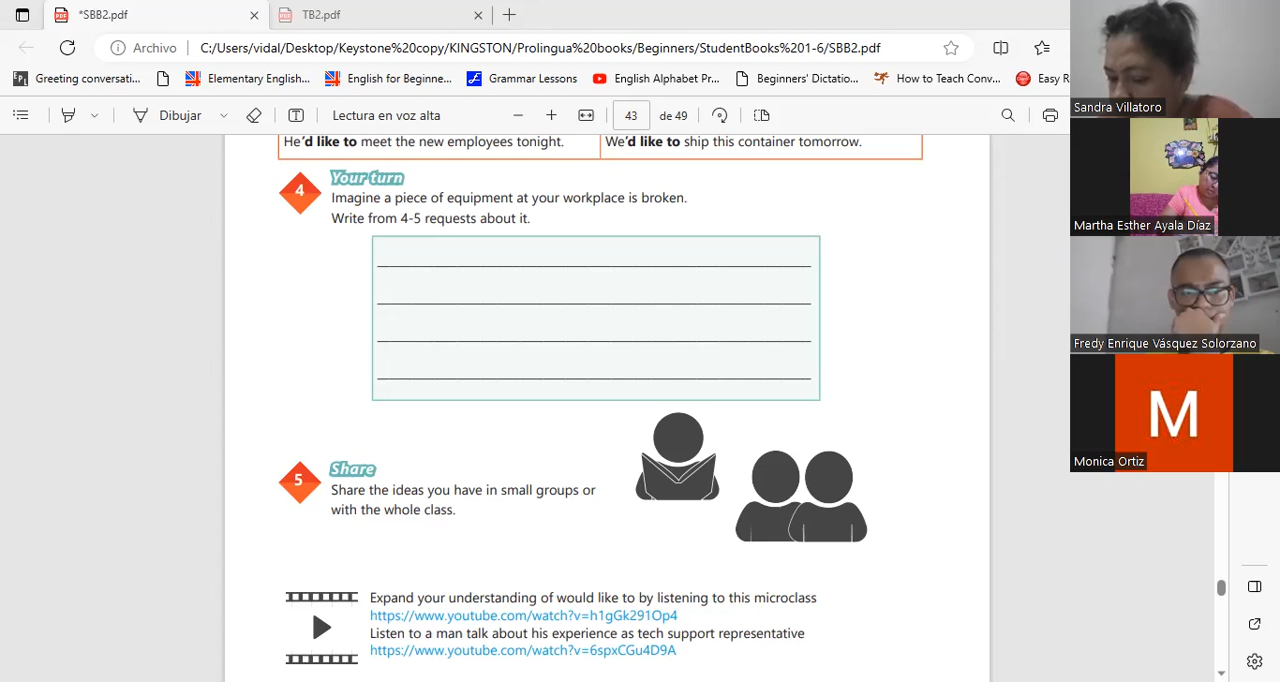 *SBB2.pdf
TB2.pdf
Archivo
C:/Users/vidal/Desktop/Keystone%20copy/KINGSTON/Prolingua%20books/Beginners/StudentBooks%201-6/SBB2.pdf
Greeting conversati...
Elementary English...
English for Beginne...
Grammar Lessons
English Alphabet Pr...
Beginners' Dictatio...
How to Teach Conv...
Easy R
Dibujar
Lectura en voz alta
43
de 49
He'd like to meet the new employees tonight.
We'd like to ship this container tomorrow.
4
Your turn
Imagine a piece of equipment at your workplace is broken.
Write from 4-5 requests about it.
5
Share
Share the ideas you have in small groups or
with the whole class.
Expand your understanding of would like to by listening to this microclass
https://www.youtube.com/watch?v=h1gGk291Op4
Listen to a man talk about his experience as tech support representative
https://www.youtube.com/watch?v=6spxCGu4D9A
Sandra Villatoro
Martha Esther Ayala Díaz
Fredy Enrique Vásquez Solorzano
M
Monica Ortiz